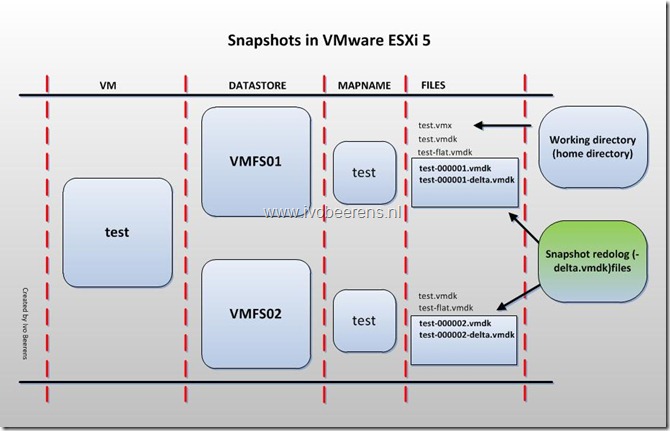 Snapshots in VMware ESXi 5
VM
DATASTORE
MAPNAME
FILES
test
VMFS01
test
test.vmx
test.vmdk
test-flat.vmdk
test-000001.vmdk
test-000001-delta.vmdk
Working directory
(home directory)
www.ivobeerens.nl
Snapshot redolog (-
delta.vmdk)files
VMFS02
test
test.vmdk
test-flat.vmdk
test-000002.vmdk
test-000002-delta.vmdk
Created by Ivo Beerens